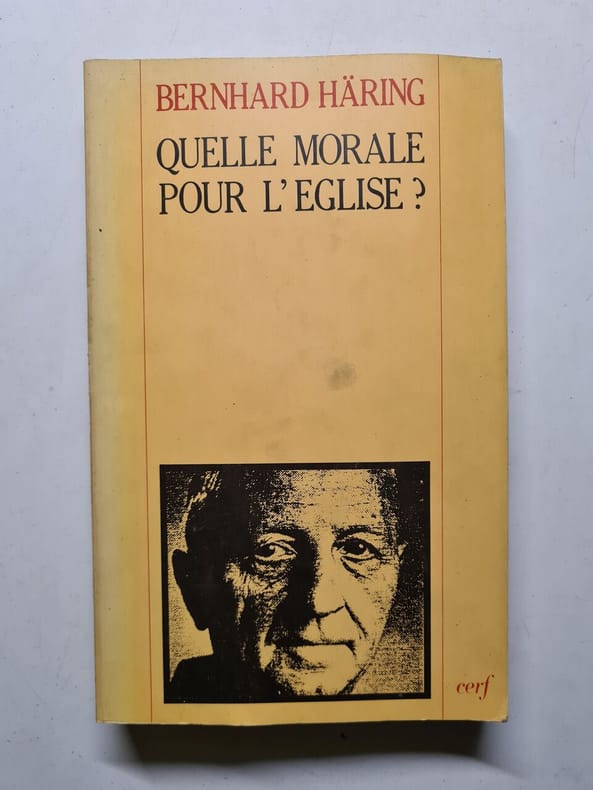 BERNHARD HÄRING
QUELLE MORALE
POUR L'EGLISE ?
cerf